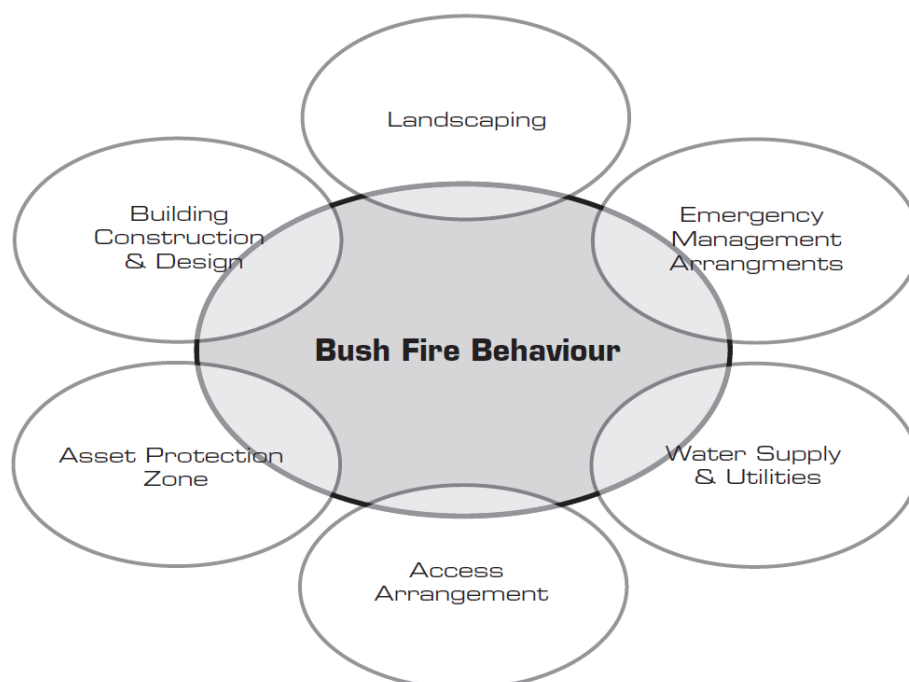 Landscaping
Building
Construction
& Design
Emergency
Management
Arrangments
Bush Fire Behaviour
Asset Protection
Zone
Water Supply
& Utilities
Access
Arrangement